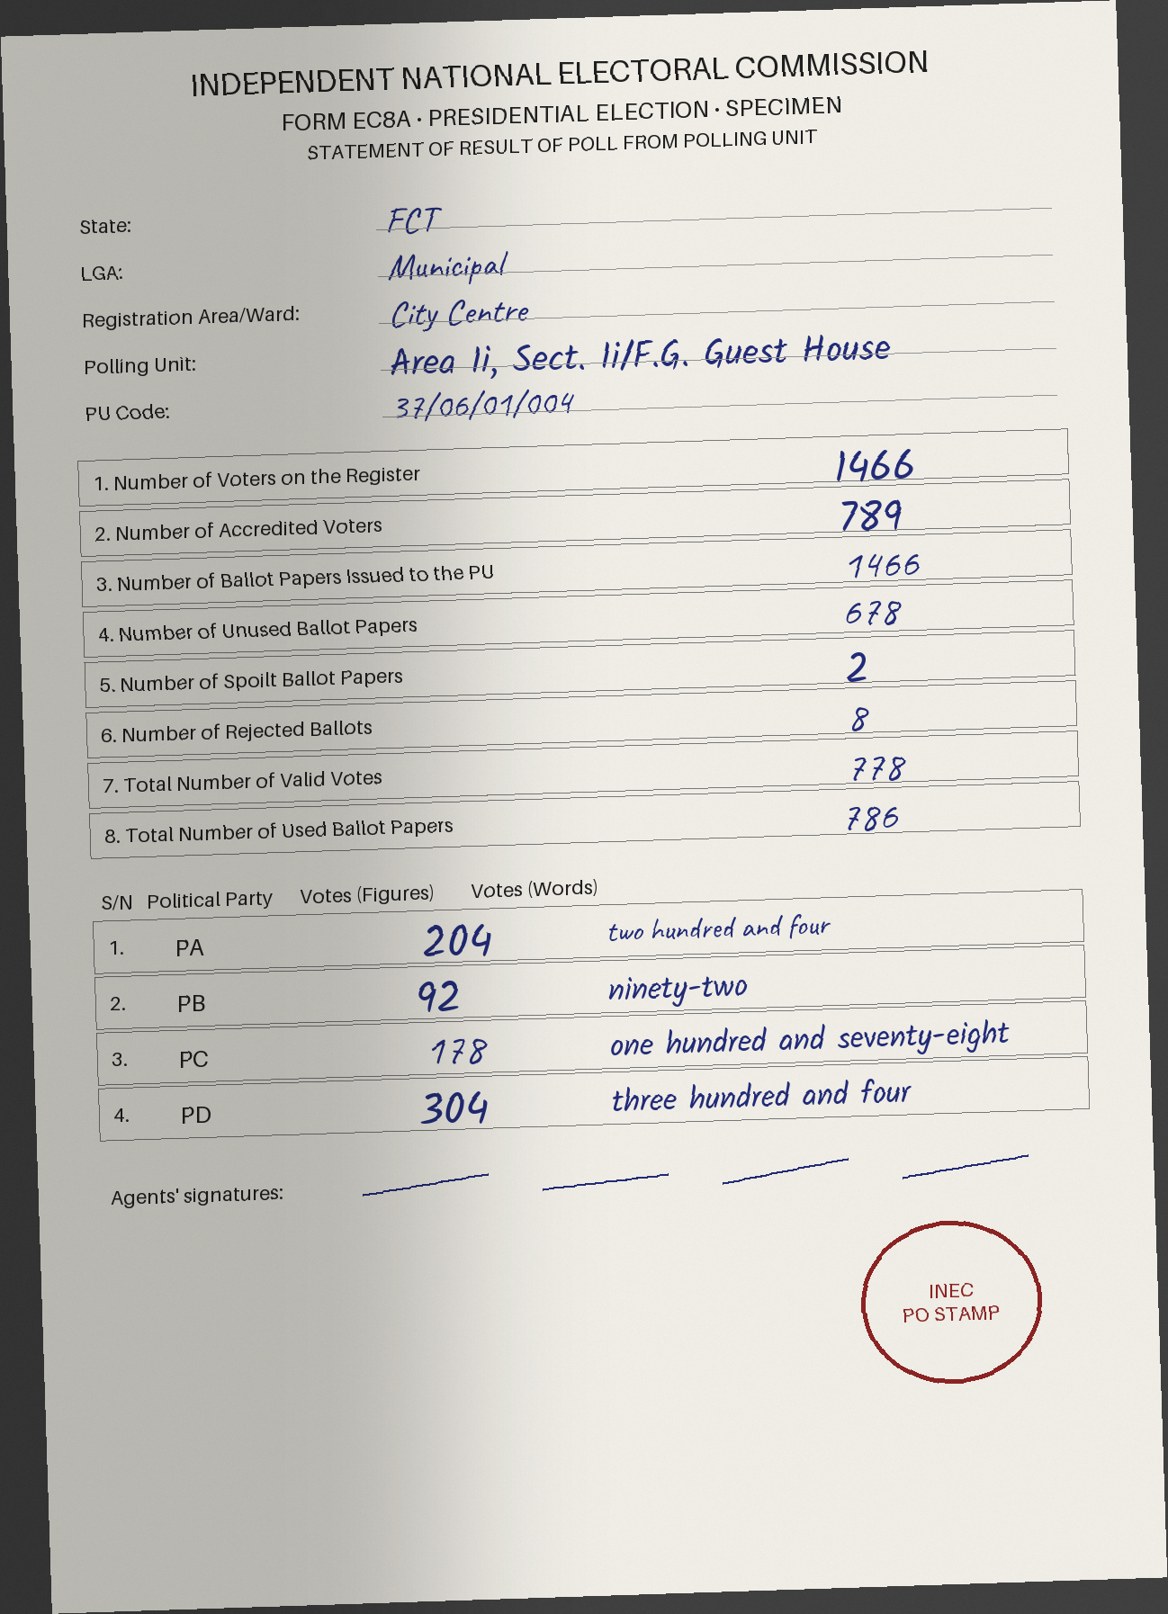 INDEPENDENT NATIONAL ELECTORAL COMMISSION
FORM EC8A · PRESIDENTIAL ELECTION · SPECIMEN
STATEMENT OF RESULT OF POLL FROM POLLING UNIT
State: FCT
LGA: Municipal
Registration Area/Ward: City Centre
Polling Unit: Area Ii, Sect. Ii/F.G. Guest House
PU Code: 37/06/01/004
1. Number of Voters on the Register 1466
2. Number of Accredited Voters 789
3. Number of Ballot Papers Issued to the PU 1466
4. Number of Unused Ballot Papers 678
5. Number of Spoilt Ballot Papers 2
6. Number of Rejected Ballots 8
7. Total Number of Valid Votes 778
8. Total Number of Used Ballot Papers 786
S/N Political Party Votes (Figures) Votes (Words)
1. PA 204 two hundred and four
2. PB 92 ninety-two
3. PC 178 one hundred and seventy-eight
4. PD 304 three hundred and four
Agents' signatures:
INEC
PO STAMP